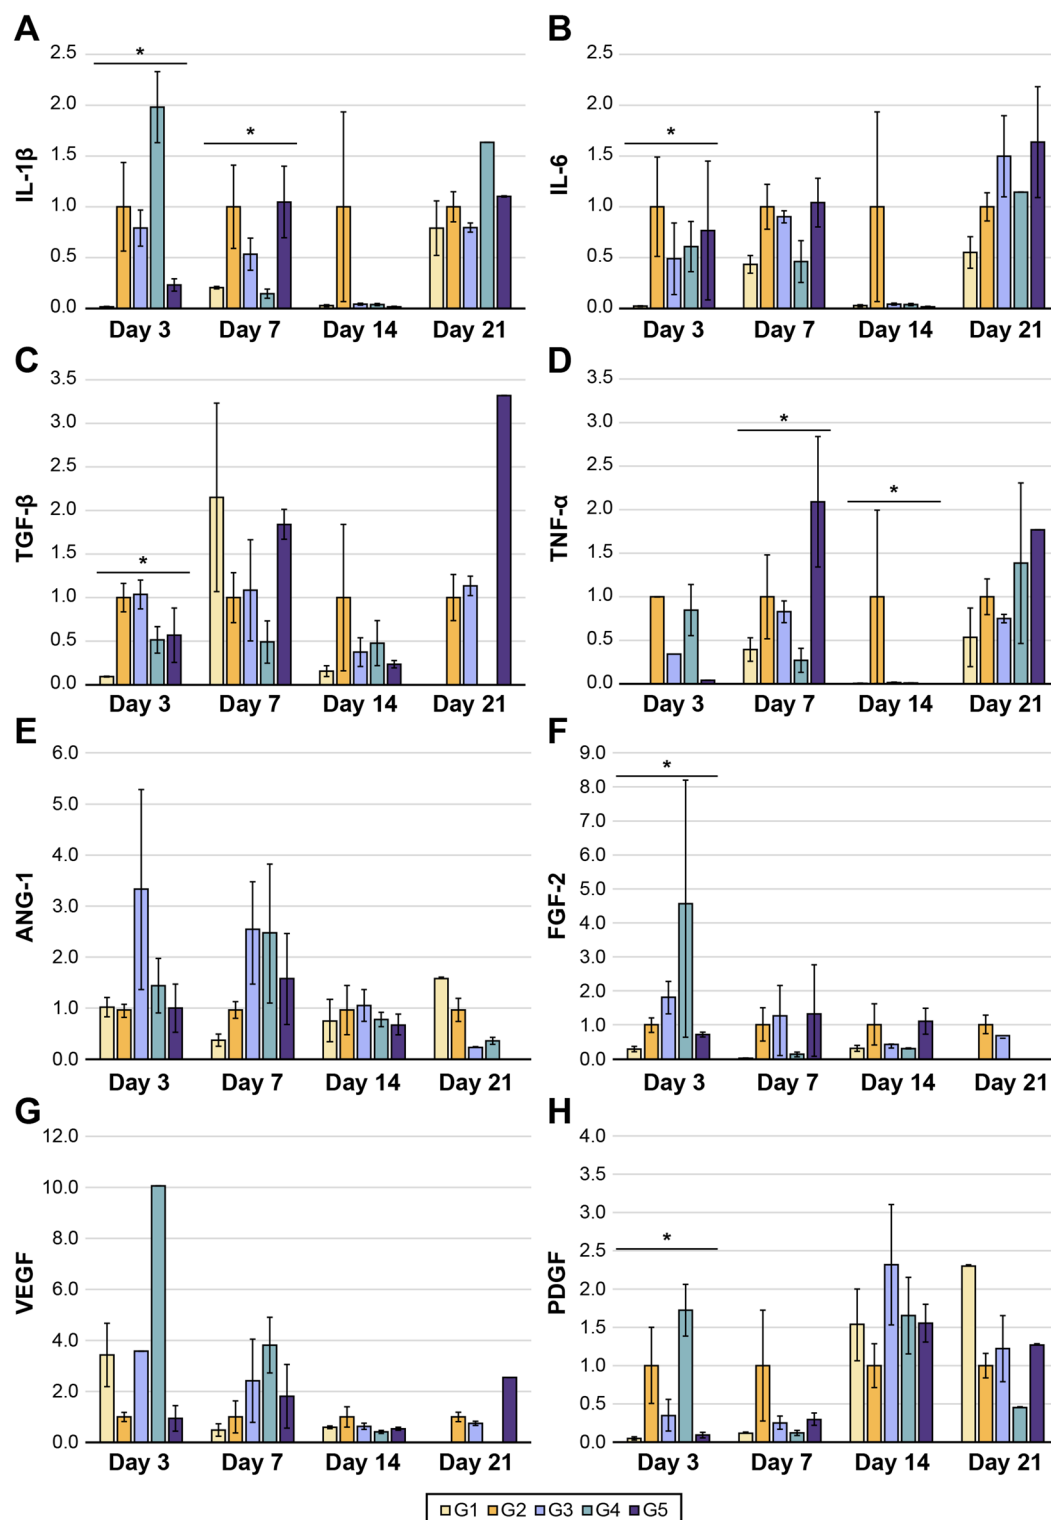 A
B
2.5
2.0
1.5
1.0
0.5
0.0
IL-1β
*
*
Day 3 Day 7 Day 14 Day 21
2.5
2.0
1.5
1.0
0.5
0.0
IL-6
*
Day 3 Day 7 Day 14 Day 21
C
D
3.5
3.0
2.5
2.0
1.5
1.0
0.5
0.0
TGF-β
*
Day 3 Day 7 Day 14 Day 21
3.5
3.0
2.5
2.0
1.5
1.0
0.5
0.0
TNF-α
*
*
Day 3 Day 7 Day 14 Day 21
E
F
6.0
5.0
4.0
3.0
2.0
1.0
0.0
ANG-1
Day 3 Day 7 Day 14 Day 21
9.0
8.0
7.0
6.0
5.0
4.0
3.0
2.0
1.0
0.0
FGF-2
*
Day 3 Day 7 Day 14 Day 21
G
H
12.0
10.0
8.0
6.0
4.0
2.0
0.0
VEGF
Day 3 Day 7 Day 14 Day 21
4.0
3.5
3.0
2.5
2.0
1.5
1.0
0.5
0.0
PDGF
*
Day 3 Day 7 Day 14 Day 21
G1 G2 G3 G4 G5